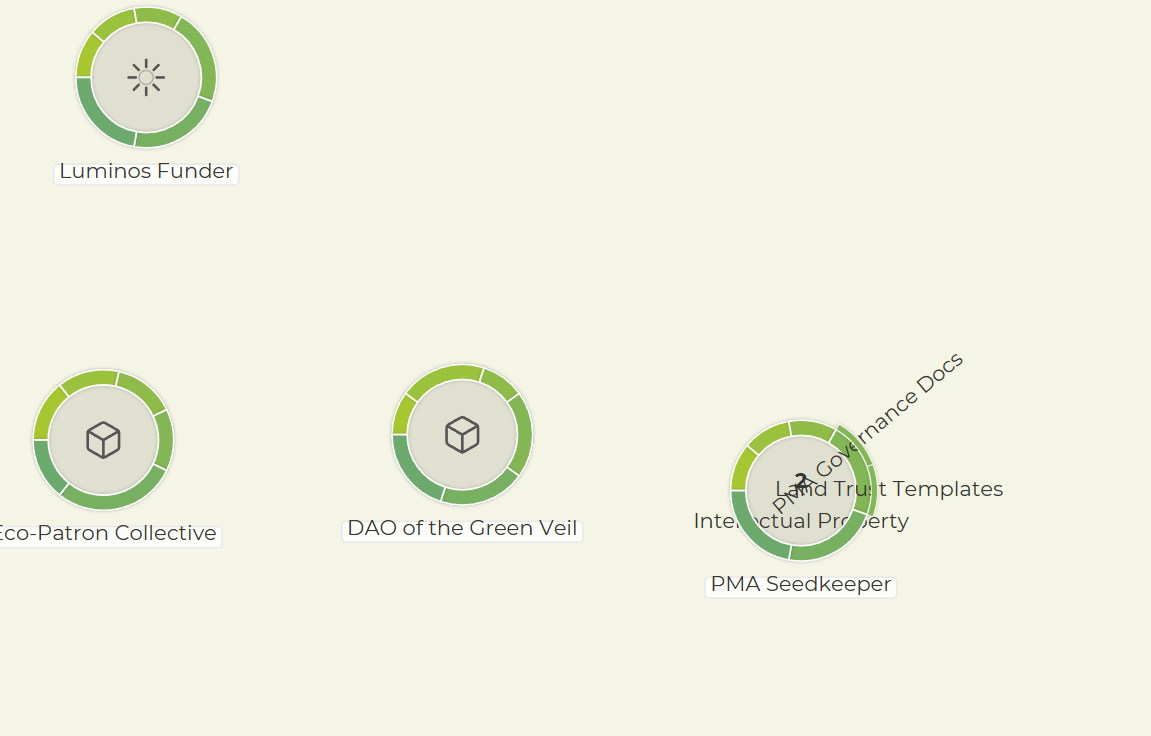 Luminos Funder
PMA Governance Docs
2
Land Trust Templates
Intellectual Property
Eco-Patron Collective
DAO of the Green Veil
PMA Seedkeeper